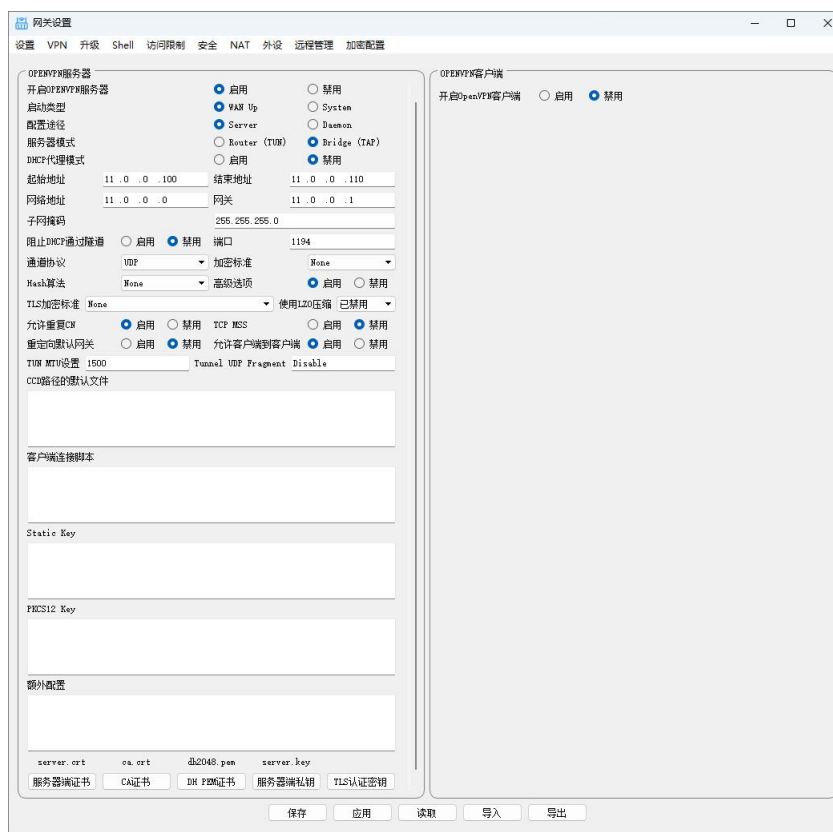 网关设置
设置 VPN 升级 Shell 访问限制 安全 NAT 外设 远程管理 加密配置
OPENVPN服务器
开启OPENVPN服务器 启用 禁用
启动类型 WAN Up System
配置途径 Server Daemon
服务器模式 Router (TUN) Bridge (TAP)
DHCP代理模式 启用 禁用
起始地址 11 .0 .0 .100 结束地址 11 .0 .0 .110
网络地址 11 .0 .0 .0 网关 11 .0 .0 .1
子网掩码 255.255.255.0
阻止DHCP通过隧道 启用 禁用 端口 1194
通道协议 UDP 加密标准 None
Hash算法 None 高级选项 启用 禁用
TLS加密标准 None 使用LZO压缩 已禁用
允许重复CN 启用 禁用 TCP MSS 启用 禁用
重定向默认网关 启用 禁用 允许客户端到客户端 启用 禁用
TUN MTU设置 1500 Tunnel UDP Fragment Disable
CCD路径的默认文件
客户端连接脚本
Static Key
PKCS12 Key
额外配置
server.crt ca.crt dh2048.pem server.key
服务器端证书 CA证书 DH PEM证书 服务器端私钥 TLS认证密钥
OPENVPN客户端
开启OpenVPN客户端 启用 禁用
保存 应用 读取 导入 导出